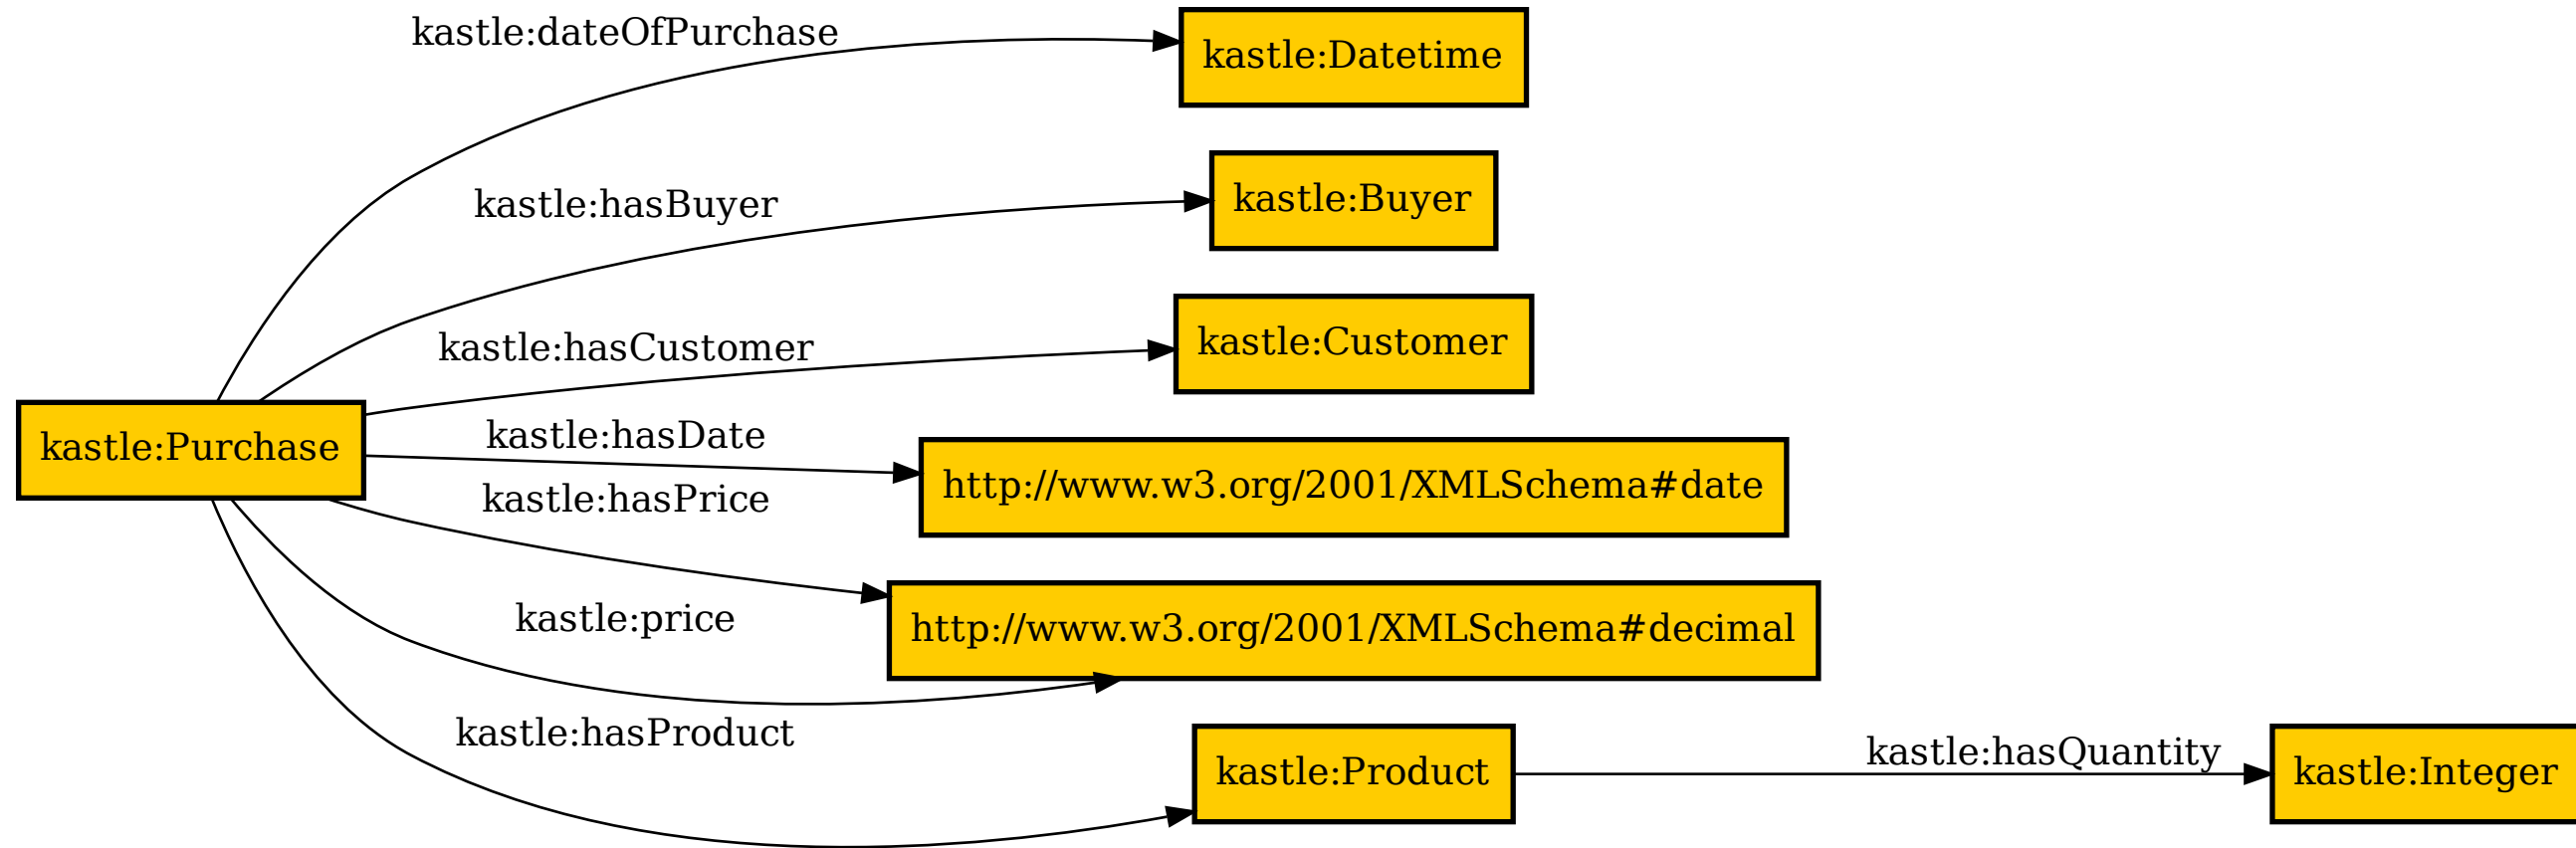 kastle:dateOfPurchase
kastle:Datetime
kastle:hasBuyer
kastle:Buyer
kastle:hasCustomer
kastle:Customer
kastle:Purchase
kastle:hasDate
http://www.w3.org/2001/XMLSchema#date
kastle:hasPrice
kastle:price
http://www.w3.org/2001/XMLSchema#decimal
kastle:hasProduct
kastle:Product
kastle:hasQuantity
kastle:Integer